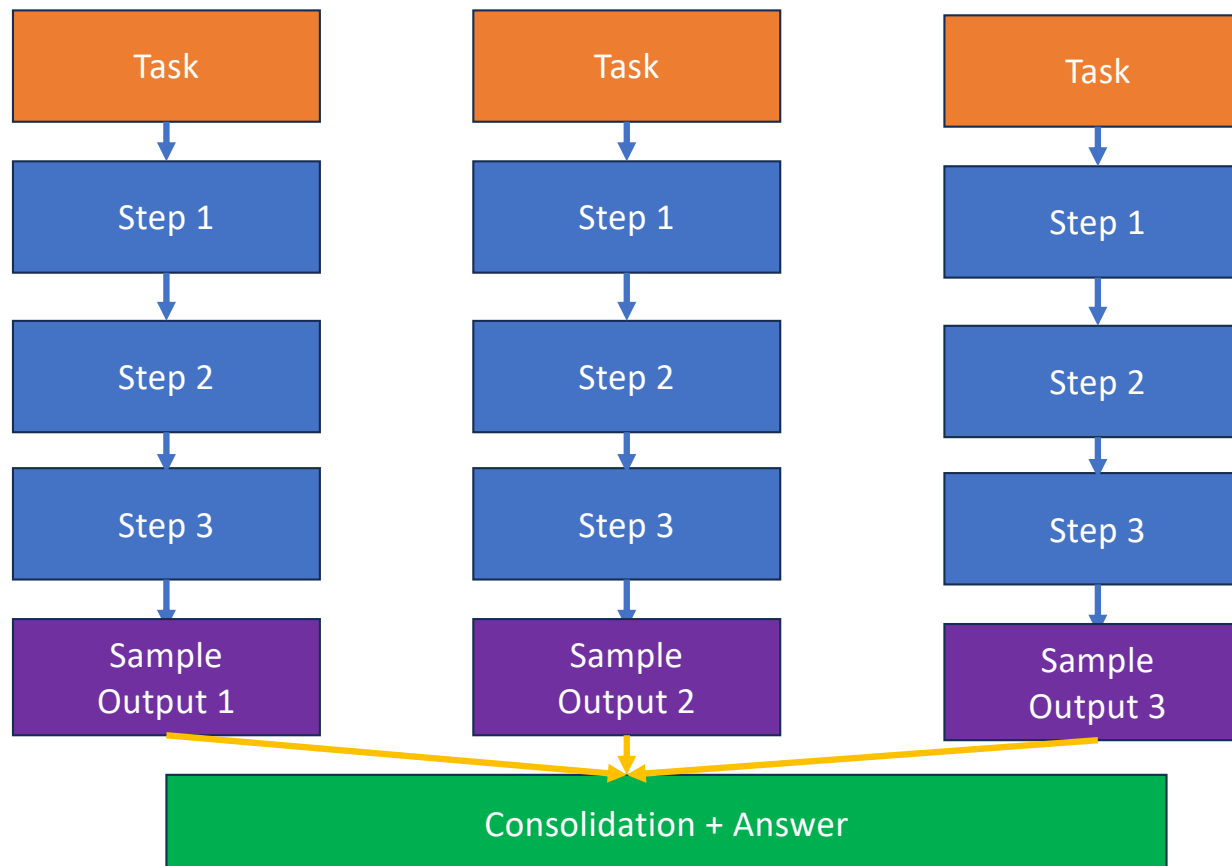 Task
Task
Task
Step 1
Step 1
Step 1
Step 2
Step 2
Step 2
Step 3
Step 3
Step 3
Sample
Output 1
Sample
Output 2
Sample
Output 3
Consolidation + Answer